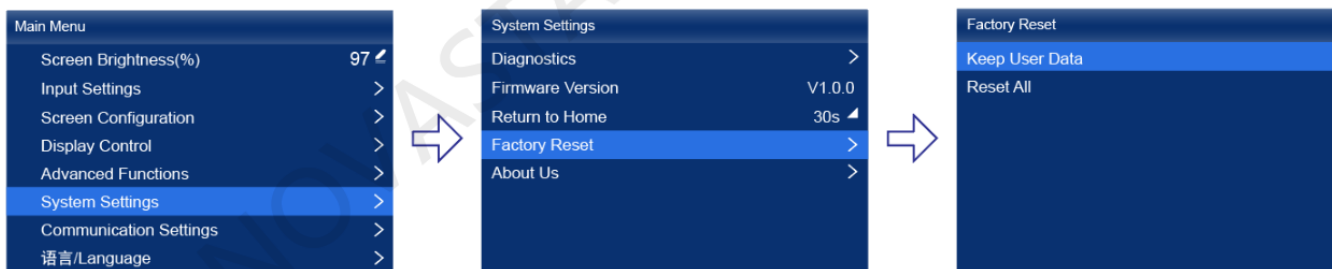 Main Menu
Screen Brightness(%) 97
Input Settings >
Screen Configuration >
Display Control >
Advanced Functions >
System Settings >
Communication Settings >
语言/Language >
System Settings
Diagnostics >
Firmware Version V1.0.0
Return to Home 30s
Factory Reset >
About Us >
Factory Reset
Keep User Data
Reset All
NOVASTA